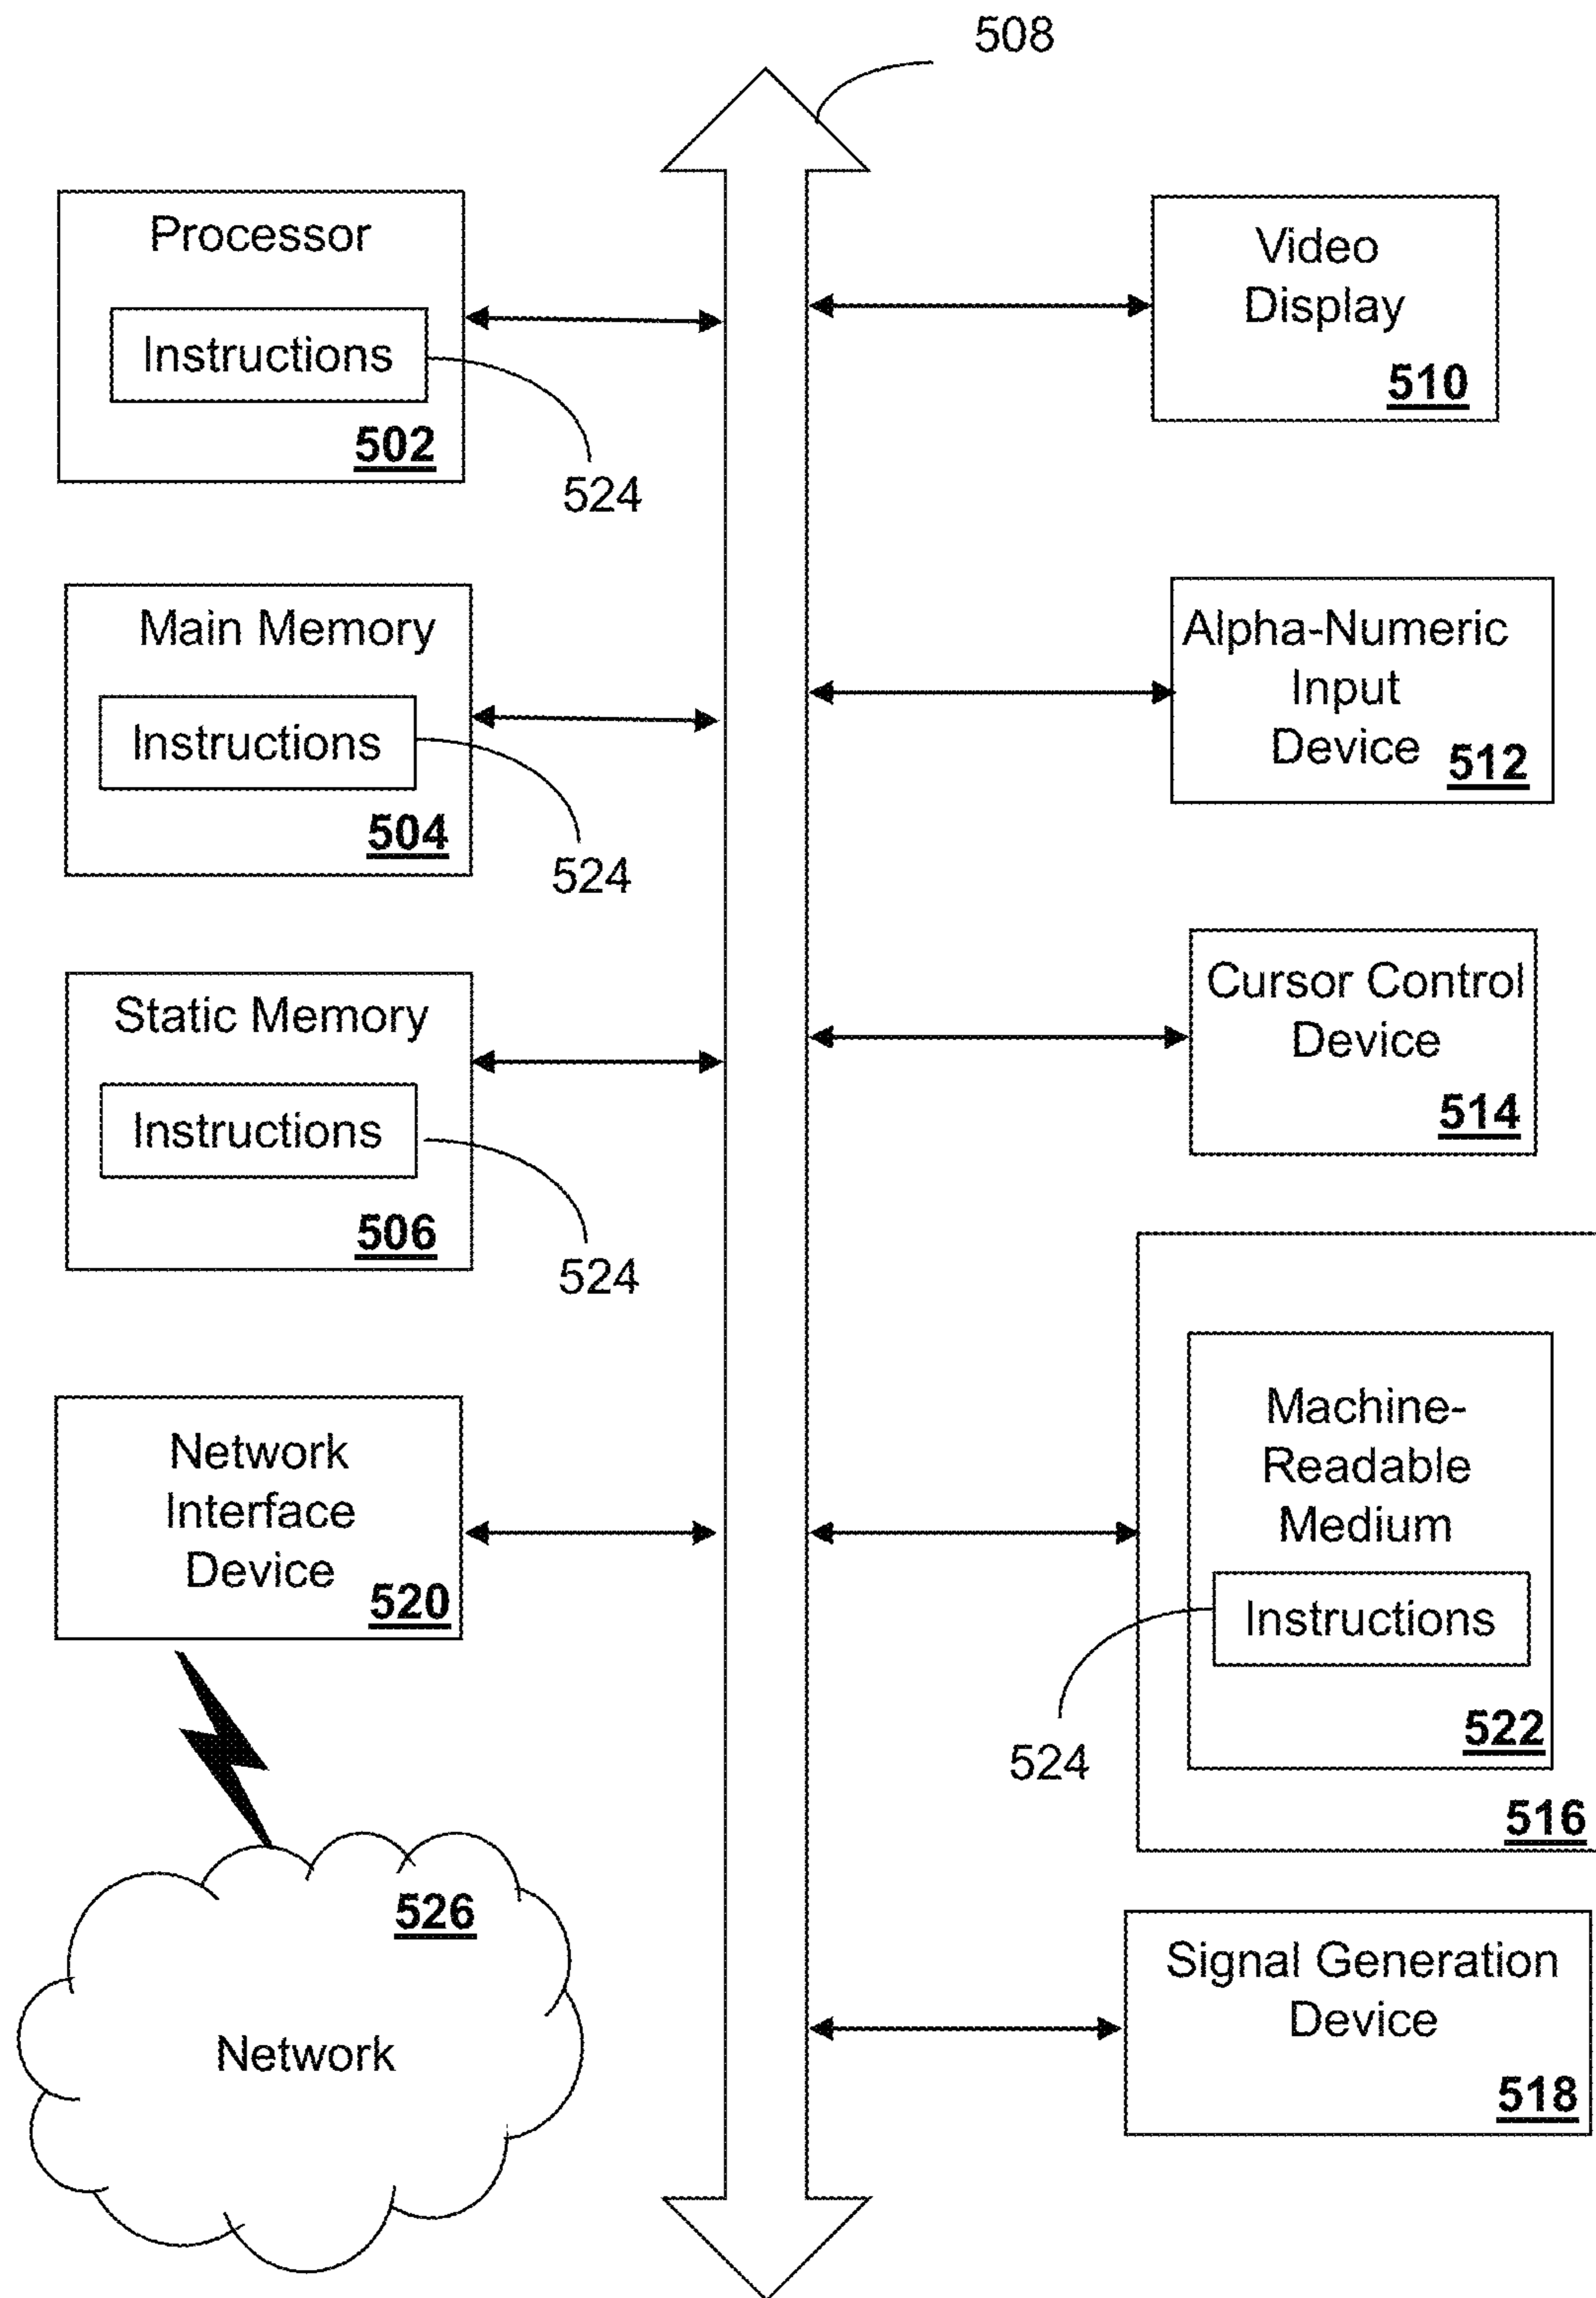 508
Processor
Instructions
502
524
Main Memory
Instructions
504
524
Static Memory
Instructions
506
524
Network
Interface
Device
520
526
Network
Video
Display
510
Alpha-Numeric
Input
Device
512
Cursor Control
Device
514
Machine-
Readable
Medium
Instructions
522
524
516
Signal Generation
Device
518